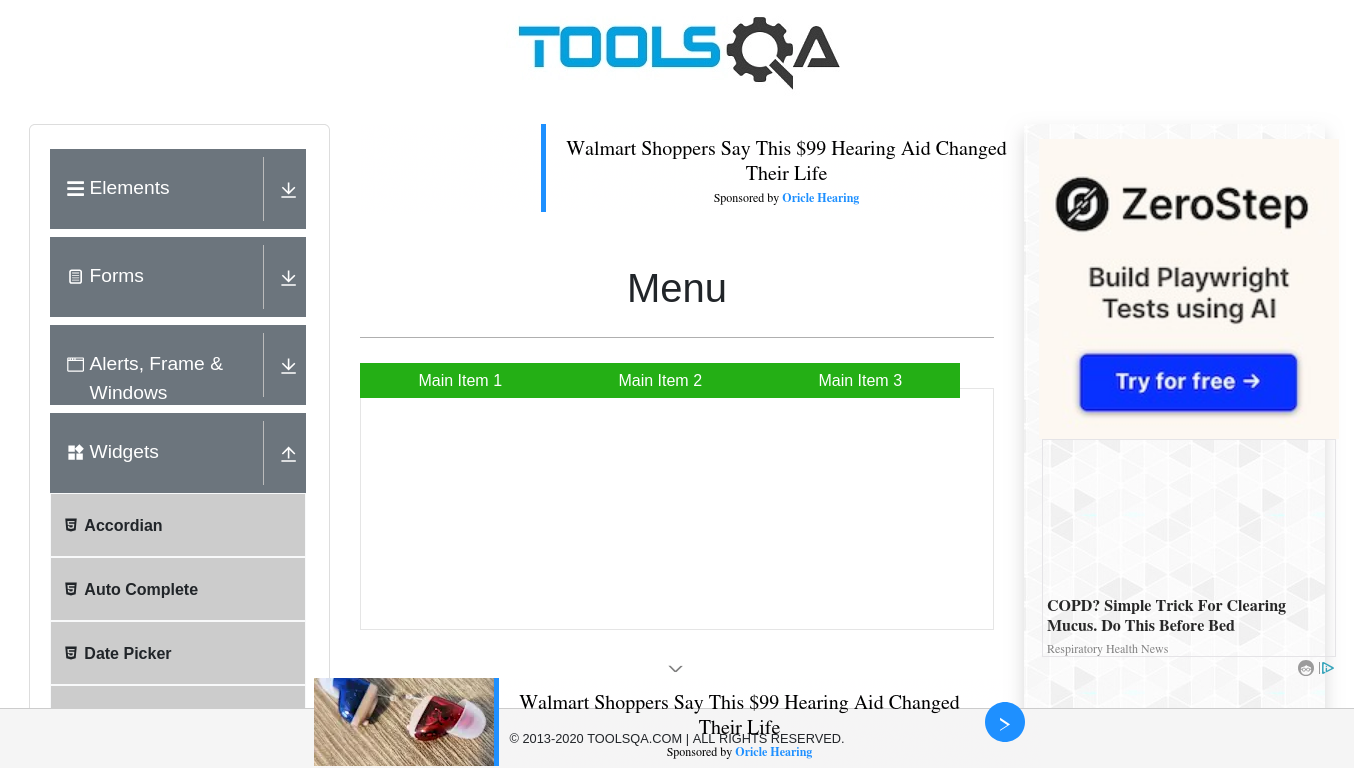 TOOLSQA
Elements
Forms
Alerts, Frame &
Windows
Widgets
Accordian
Auto Complete
Date Picker
Walmart Shoppers Say This $99 Hearing Aid Changed
Their Life
Sponsored by Oricle Hearing
Menu
Main Item 1
Main Item 2
Main Item 3
ZeroStep
Build Playwright
Tests using AI
Try for free →
COPD? Simple Trick For Clearing
Mucus. Do This Before Bed
Respiratory Health News
Walmart Shoppers Say This $99 Hearing Aid Changed
Their Life
© 2013-2020 TOOLSQA.COM | ALL RIGHTS RESERVED.
Sponsored by Oricle Hearing